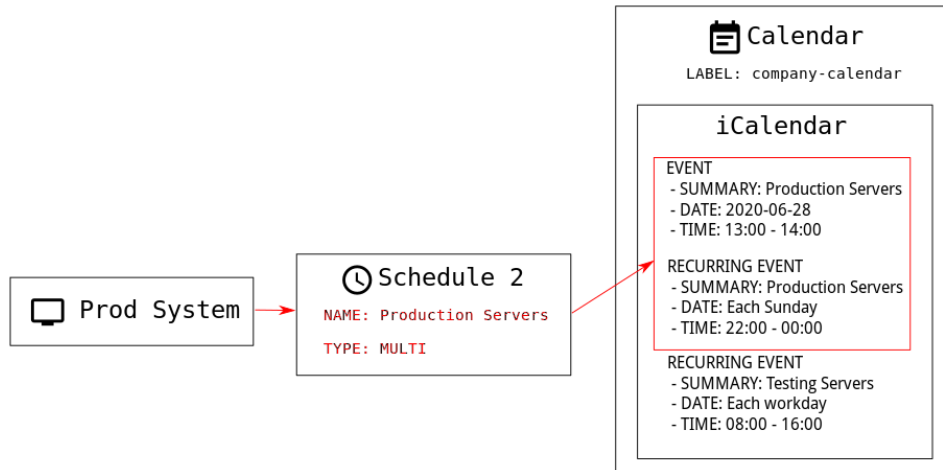 Calendar
LABEL: company-calendar
iCalendar
EVENT
- SUMMARY: Production Servers
- DATE: 2020-06-28
- TIME: 13:00 - 14:00
RECURRING EVENT
- SUMMARY: Production Servers
- DATE: Each Sunday
- TIME: 22:00 - 00:00
RECURRING EVENT
- SUMMARY: Testing Servers
- DATE: Each workday
- TIME: 08:00 - 16:00
Schedule 2
NAME: Production Servers
TYPE: MULTI
Prod System